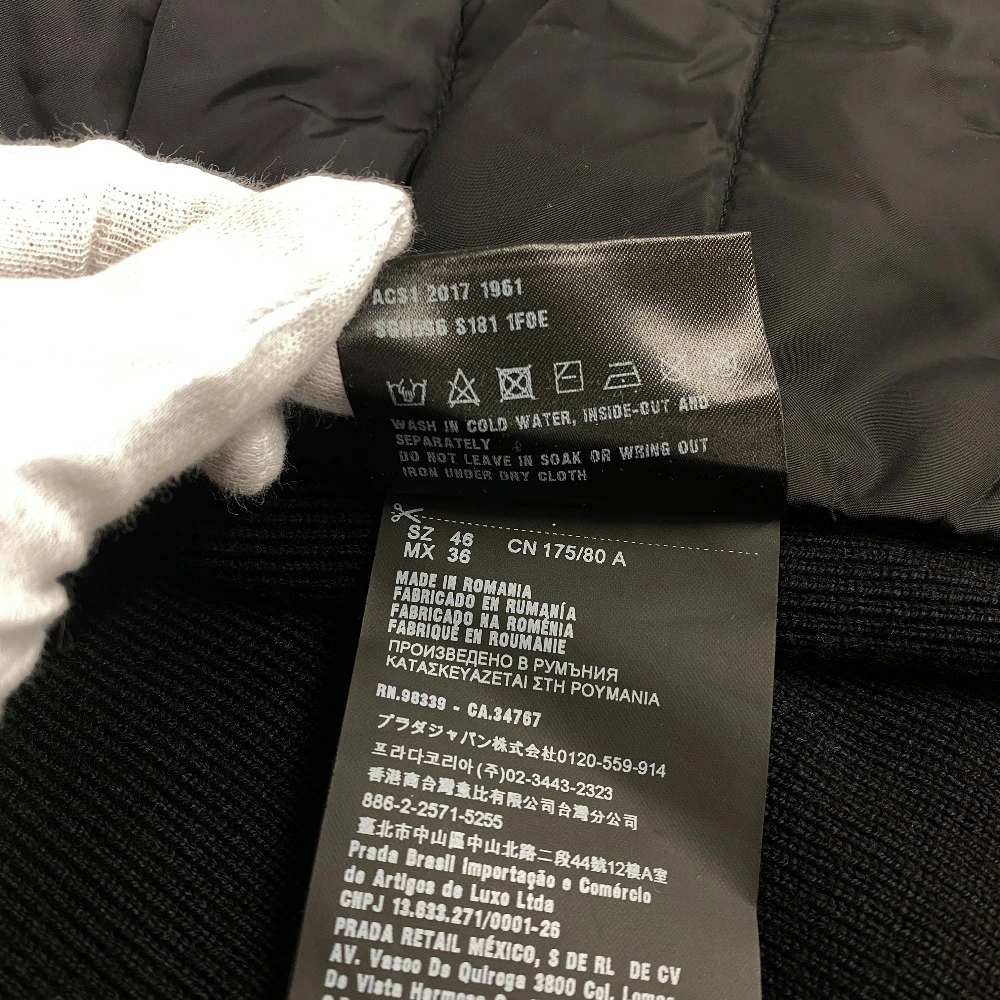 ACS1 2017 1961
S181 1F0E
WASH IN COLD WATER, INSIDE-OUT AND
SEPARATELY
DO NOT LEAVE IN SOAK OR WRING OUT
IRON UNDER DRY CLOTH
SZ 46 CN 175/80 A
MX 36
MADE IN ROMANIA
FABRICADO EN RUMANÍA
FABRICADO NA ROMÉNIA
FABRIQUÉ EN ROUMANIE
ПРОИЗВЕДЕНО В РУМЪНИЯ
ΚΑΤΑΣΚΕΥΑΖΕΤΑΙ ΣΤΗ ΡΟΥΜΑΝΙΑ
RN.98339 - CA.34767
プラダジャパン株式会社0120-559-914
프라다코리아(주)02-3443-2323
香港商台灣意比有限公司台灣分公司
886-2-2571-5255
臺北市中山區中山北路二段44號12樓A室
Prada Brasil Importação e Comércio
de Artigos de Luxo Ltda
CNPJ 13.633.271/0001-26
PRADA RETAIL MÉXICO, S DE RL DE CV
AV. Vasco De Quiroga 3800 Col. Lomas
De Vista Hermosa